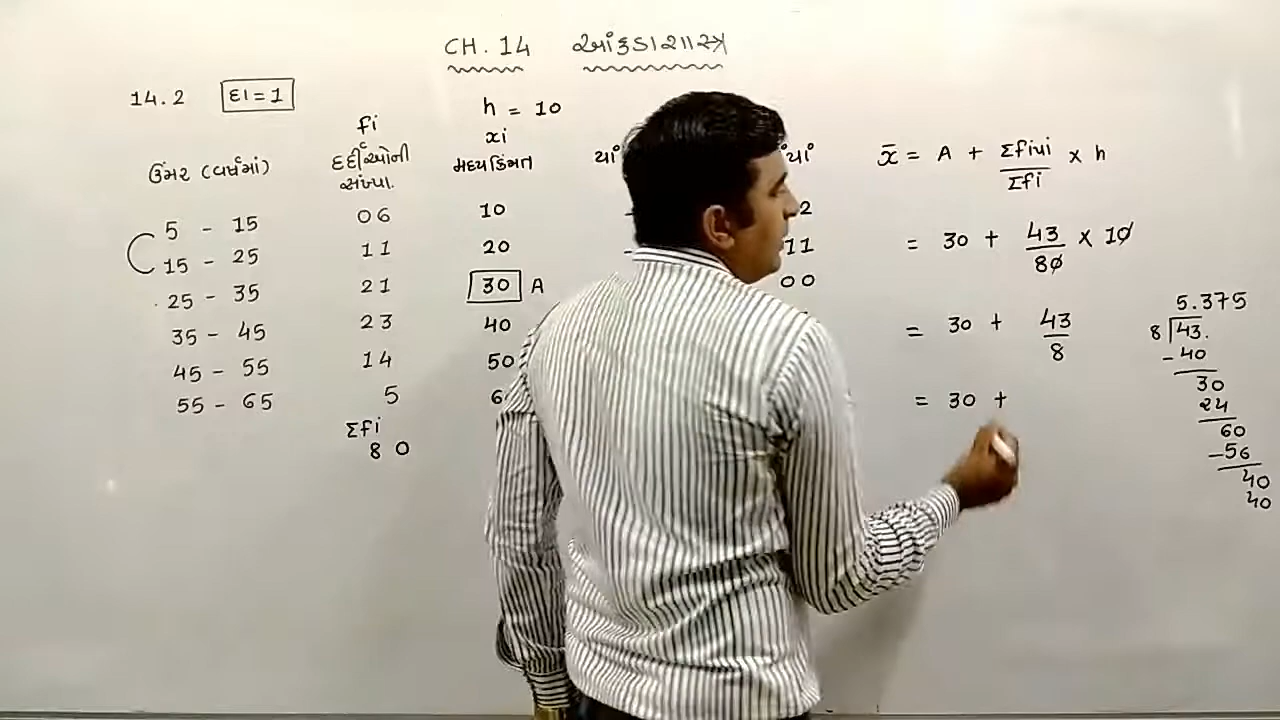 CH. 14 આંકડાશાસ્ત્ર
14.2 દા = 1
h = 10
fi
xi
ઉંમર (વર્ષમાં) દર્દીઓની સંખ્યા. મધ્યકિંમત
x̄ = A + Σfiui / Σfi × h
5 - 15 06 10 2
15 - 25 11 20 11
25 - 35 21 30 A 00
35 - 45 23 40
45 - 55 14 50
55 - 65 5 6
Σfi
80
= 30 + 43/80 × 10
= 30 + 43/8
= 30 +
5.375
8 43.
- 40
30
24
60
- 56
40
40